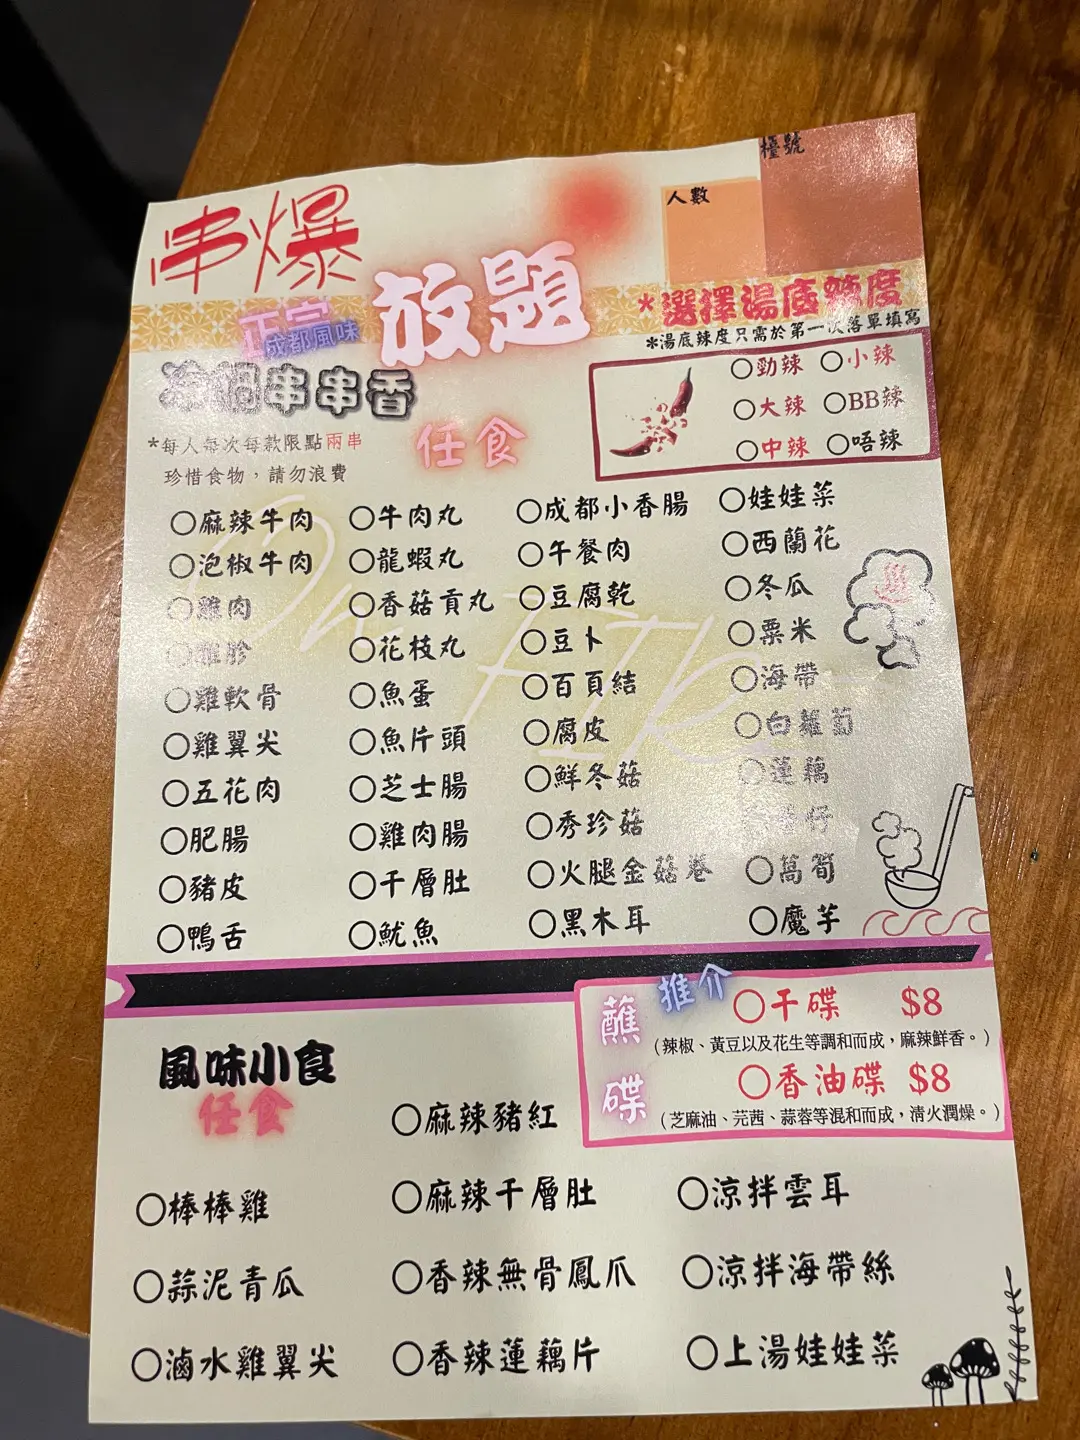 檯號
人數
串爆
放題
正宗
成都風味
冷鍋串串香
任食
*每人每次每款限點兩串
珍惜食物，請勿浪費
*選擇湯底辣度
*湯底辣度只需於第一次落單填寫
○勁辣 ○小辣
○大辣 ○BB辣
○中辣 ○唔辣
○麻辣牛肉 ○牛肉丸 ○成都小香腸 ○娃娃菜
○泡椒牛肉 ○龍蝦丸 ○午餐肉 ○西蘭花
○雞肉 ○香菇貢丸 ○豆腐乾 ○冬瓜
○雞胗 ○花枝丸 ○豆卜 ○粟米
○雞軟骨 ○魚蛋 ○百頁結 ○海帶
○雞翼尖 ○魚片頭 ○腐皮 ○白蘿蔔
○五花肉 ○芝士腸 ○鮮冬菇 ○蓮藕
○肥腸 ○雞肉腸 ○秀珍菇 仔
○豬皮 ○千層肚 ○火腿金菇卷 ○萵筍
○鴨舌 ○魷魚 ○黑木耳 ○魔芋
蘸碟
推介
○干碟 $8
(辣椒、黃豆以及花生等調和而成，麻辣鮮香。)
○香油碟 $8
(芝麻油、芫茜、蒜蓉等混和而成，清火潤燥。)
風味小食
任食
○麻辣豬紅
○棒棒雞 ○麻辣千層肚 ○涼拌雲耳
○蒜泥青瓜 ○香辣無骨鳳爪 ○涼拌海帶絲
○滷水雞翼尖 ○香辣蓮藕片 ○上湯娃娃菜